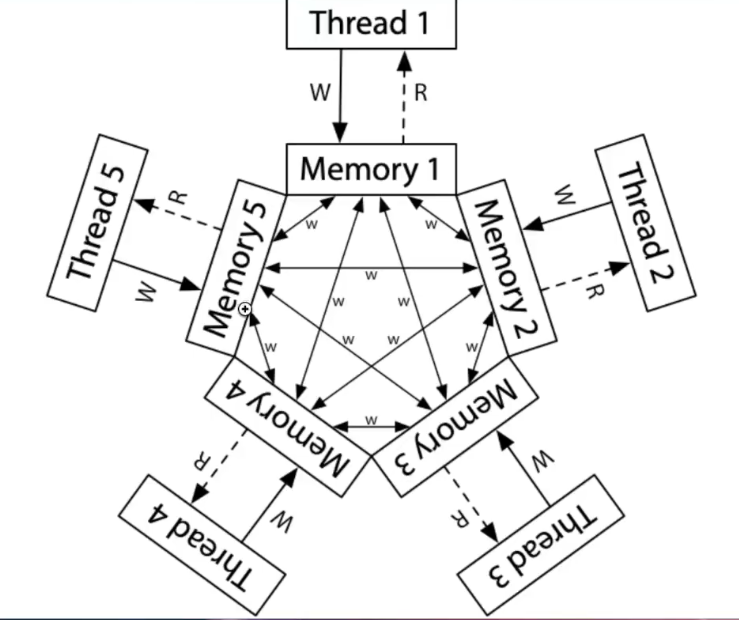 Thread 1
W
R
Memory 1
Thread 5
R
W
Memory 5
Memory 2
W
R
Thread 2
w
w
w
w
w
w
w
w
w
w
Memory 4
Memory 3
R
W
Thread 4
R
W
Thread 3